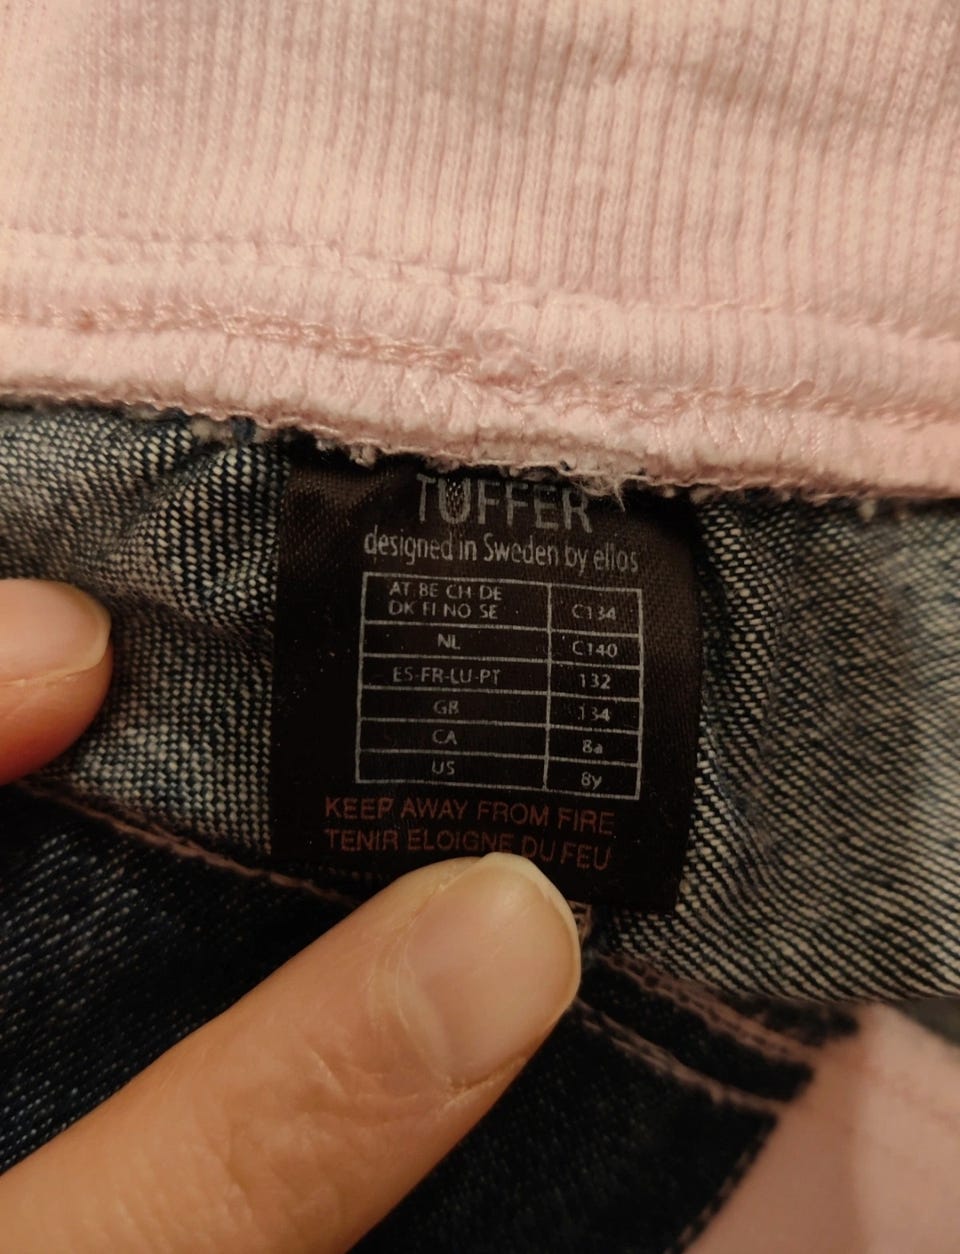 TUFFER
designed in Sweden by ellos
AT BE CH DE
DK FI NO SE C134
NL C140
ES-FR-LU-PT 132
GB 134
CA 8a
US 8y
KEEP AWAY FROM FIRE
TENIR ELOIGNE DU FEU